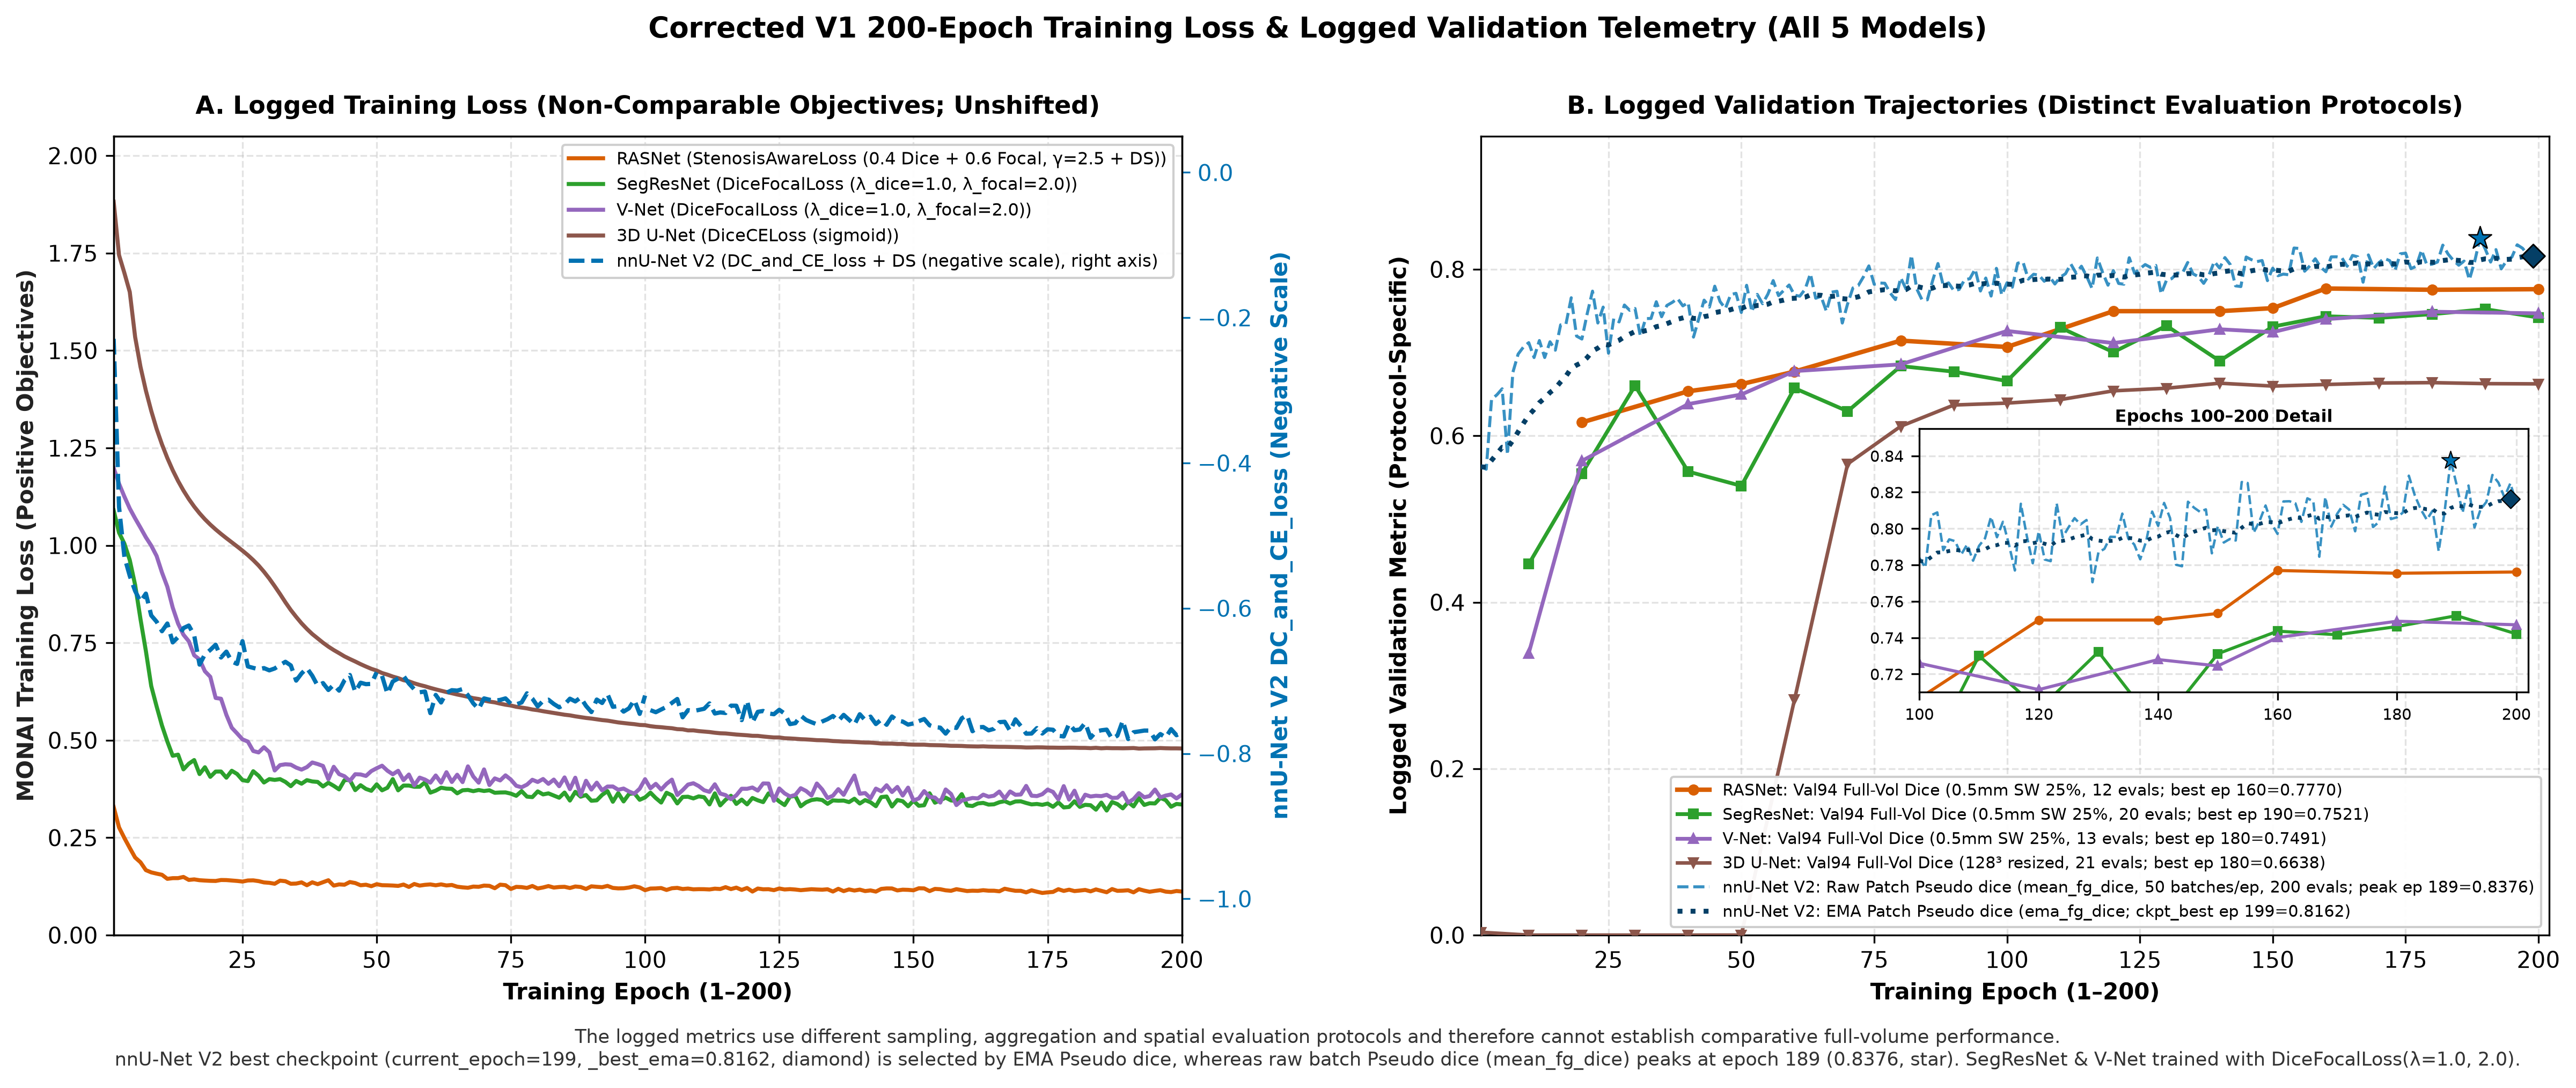 Corrected V1 200-Epoch Training Loss & Logged Validation Telemetry (All 5 Models)
A. Logged Training Loss (Non-Comparable Objectives; Unshifted)
MONAI Training Loss (Positive Objectives)
2.00
1.75
1.50
1.25
1.00
0.75
0.50
0.25
0.00
RASNet (StenosisAwareLoss (0.4 Dice + 0.6 Focal, γ=2.5 + DS))
SegResNet (DiceFocalLoss (λ_dice=1.0, λ_focal=2.0))
V-Net (DiceFocalLoss (λ_dice=1.0, λ_focal=2.0))
3D U-Net (DiceCELoss (sigmoid))
nnU-Net V2 (DC_and_CE_loss + DS (negative scale), right axis)
0.0
−0.2
−0.4
−0.6
−0.8
−1.0
nnU-Net V2 DC_and_CE_loss (Negative Scale)
25 50 75 100 125 150 175 200
Training Epoch (1–200)
B. Logged Validation Trajectories (Distinct Evaluation Protocols)
Logged Validation Metric (Protocol-Specific)
0.8
0.6
0.4
0.2
0.0
Epochs 100–200 Detail
0.84
0.82
0.80
0.78
0.76
0.74
0.72
100 120 140 160 180 200
RASNet: Val94 Full-Vol Dice (0.5mm SW 25%, 12 evals; best ep 160=0.7770)
SegResNet: Val94 Full-Vol Dice (0.5mm SW 25%, 20 evals; best ep 190=0.7521)
V-Net: Val94 Full-Vol Dice (0.5mm SW 25%, 13 evals; best ep 180=0.7491)
3D U-Net: Val94 Full-Vol Dice (128³ resized, 21 evals; best ep 180=0.6638)
nnU-Net V2: Raw Patch Pseudo dice (mean_fg_dice, 50 batches/ep, 200 evals; peak ep 189=0.8376)
nnU-Net V2: EMA Patch Pseudo dice (ema_fg_dice; ckpt_best ep 199=0.8162)
25 50 75 100 125 150 175 200
Training Epoch (1–200)
The logged metrics use different sampling, aggregation and spatial evaluation protocols and therefore cannot establish comparative full-volume performance.
nnU-Net V2 best checkpoint (current_epoch=199, _best_ema=0.8162, diamond) is selected by EMA Pseudo dice, whereas raw batch Pseudo dice (mean_fg_dice) peaks at epoch 189 (0.8376, star). SegResNet & V-Net trained with DiceFocalLoss(λ=1.0, 2.0).